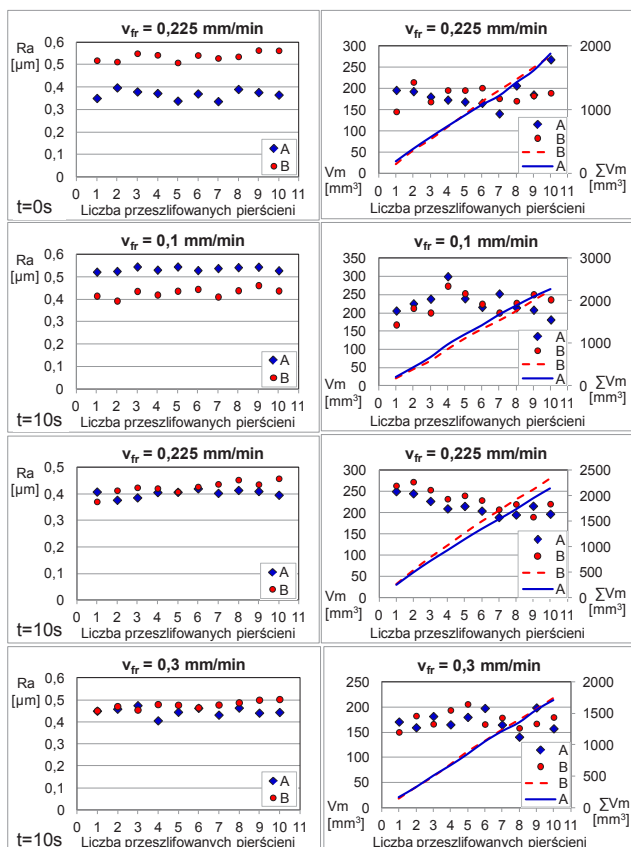 v_fr = 0,225 mm/min
Ra
[µm]
0,6
0,5
0,4
0,3
0,2
0,1
0
A
B
1 2 3 4 5 6 7 8 9 10 11
t=0s
Liczba przeszlifowanych pierścieni
v_fr = 0,225 mm/min
300
250
200
150
100
50
0
2000
1500
1000
500
0
A
B
B
A
Vm
[mm³]
1 2 3 4 5 6 7 8 9 10 11
∑Vm
[mm³]
Liczba przeszlifowanych pierścieni
v_fr = 0,1 mm/min
0,6
0,5
0,4
0,3
0,2
0,1
0
A
B
1 2 3 4 5 6 7 8 9 10 11
t=10s
Liczba przeszlifowanych pierścieni
v_fr = 0,1 mm/min
350
300
250
200
150
100
50
0
3000
2000
1000
0
A
B
B
A
Vm
[mm³]
1 2 3 4 5 6 7 8 9 10 11
∑Vm
[mm³]
Liczba przeszlifowanych pierścieni
v_fr = 0,225 mm/min
Ra
[µm]
0,5
0,4
0,3
0,2
0,1
0
A
B
1 2 3 4 5 6 7 8 9 10 11
t=10s
Liczba przeszlifowanych pierścieni
v_fr = 0,225 mm/min
300
250
200
150
100
50
0
2500
2000
1500
1000
500
0
A
B
B
A
Vm
[mm³]
1 2 3 4 5 6 7 8 9 10 11
∑Vm
[mm³]
Liczba przeszlifowanych pierścieni
v_fr = 0,3 mm/min
Ra
[µm]
0,6
0,5
0,4
0,3
0,2
0,1
0
A
B
1 2 3 4 5 6 7 8 9 10 11
t=10s
Liczba przeszlifowanych pierścieni
v_fr = 0,3 mm/min
250
200
150
100
50
0
2000
1500
1000
500
0
A
B
B
A
Vm
[mm³]
1 2 3 4 5 6 7 8 9 10 11
∑Vm
[mm³]
Liczba przeszlifowanych pierścieni